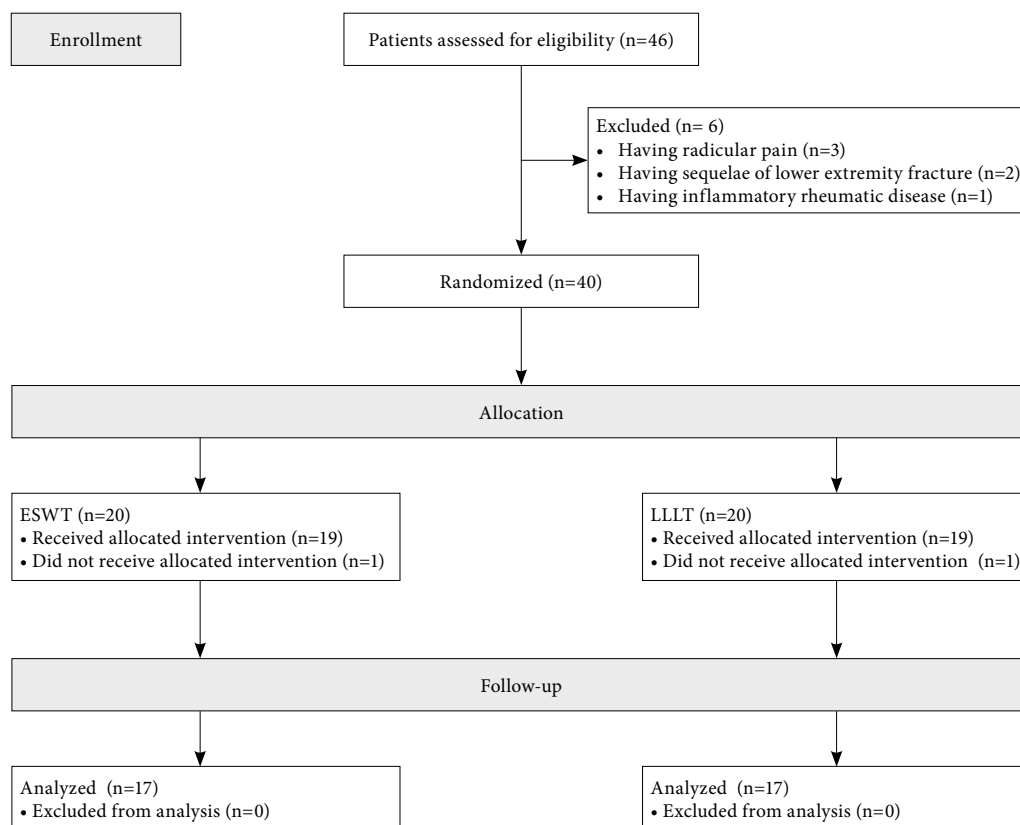 Enrollment
Patients assessed for eligibility (n=46)
Excluded (n= 6)
• Having radicular pain (n=3)
• Having sequelae of lower extremity fracture (n=2)
• Having inflammatory rheumatic disease (n=1)
Randomized (n=40)
Allocation
ESWT (n=20)
• Received allocated intervention (n=19)
• Did not receive allocated intervention (n=1)
LLLT (n=20)
• Received allocated intervention (n=19)
• Did not receive allocated intervention (n=1)
Follow-up
Analyzed (n=17)
• Excluded from analysis (n=0)
Analyzed (n=17)
• Excluded from analysis (n=0)